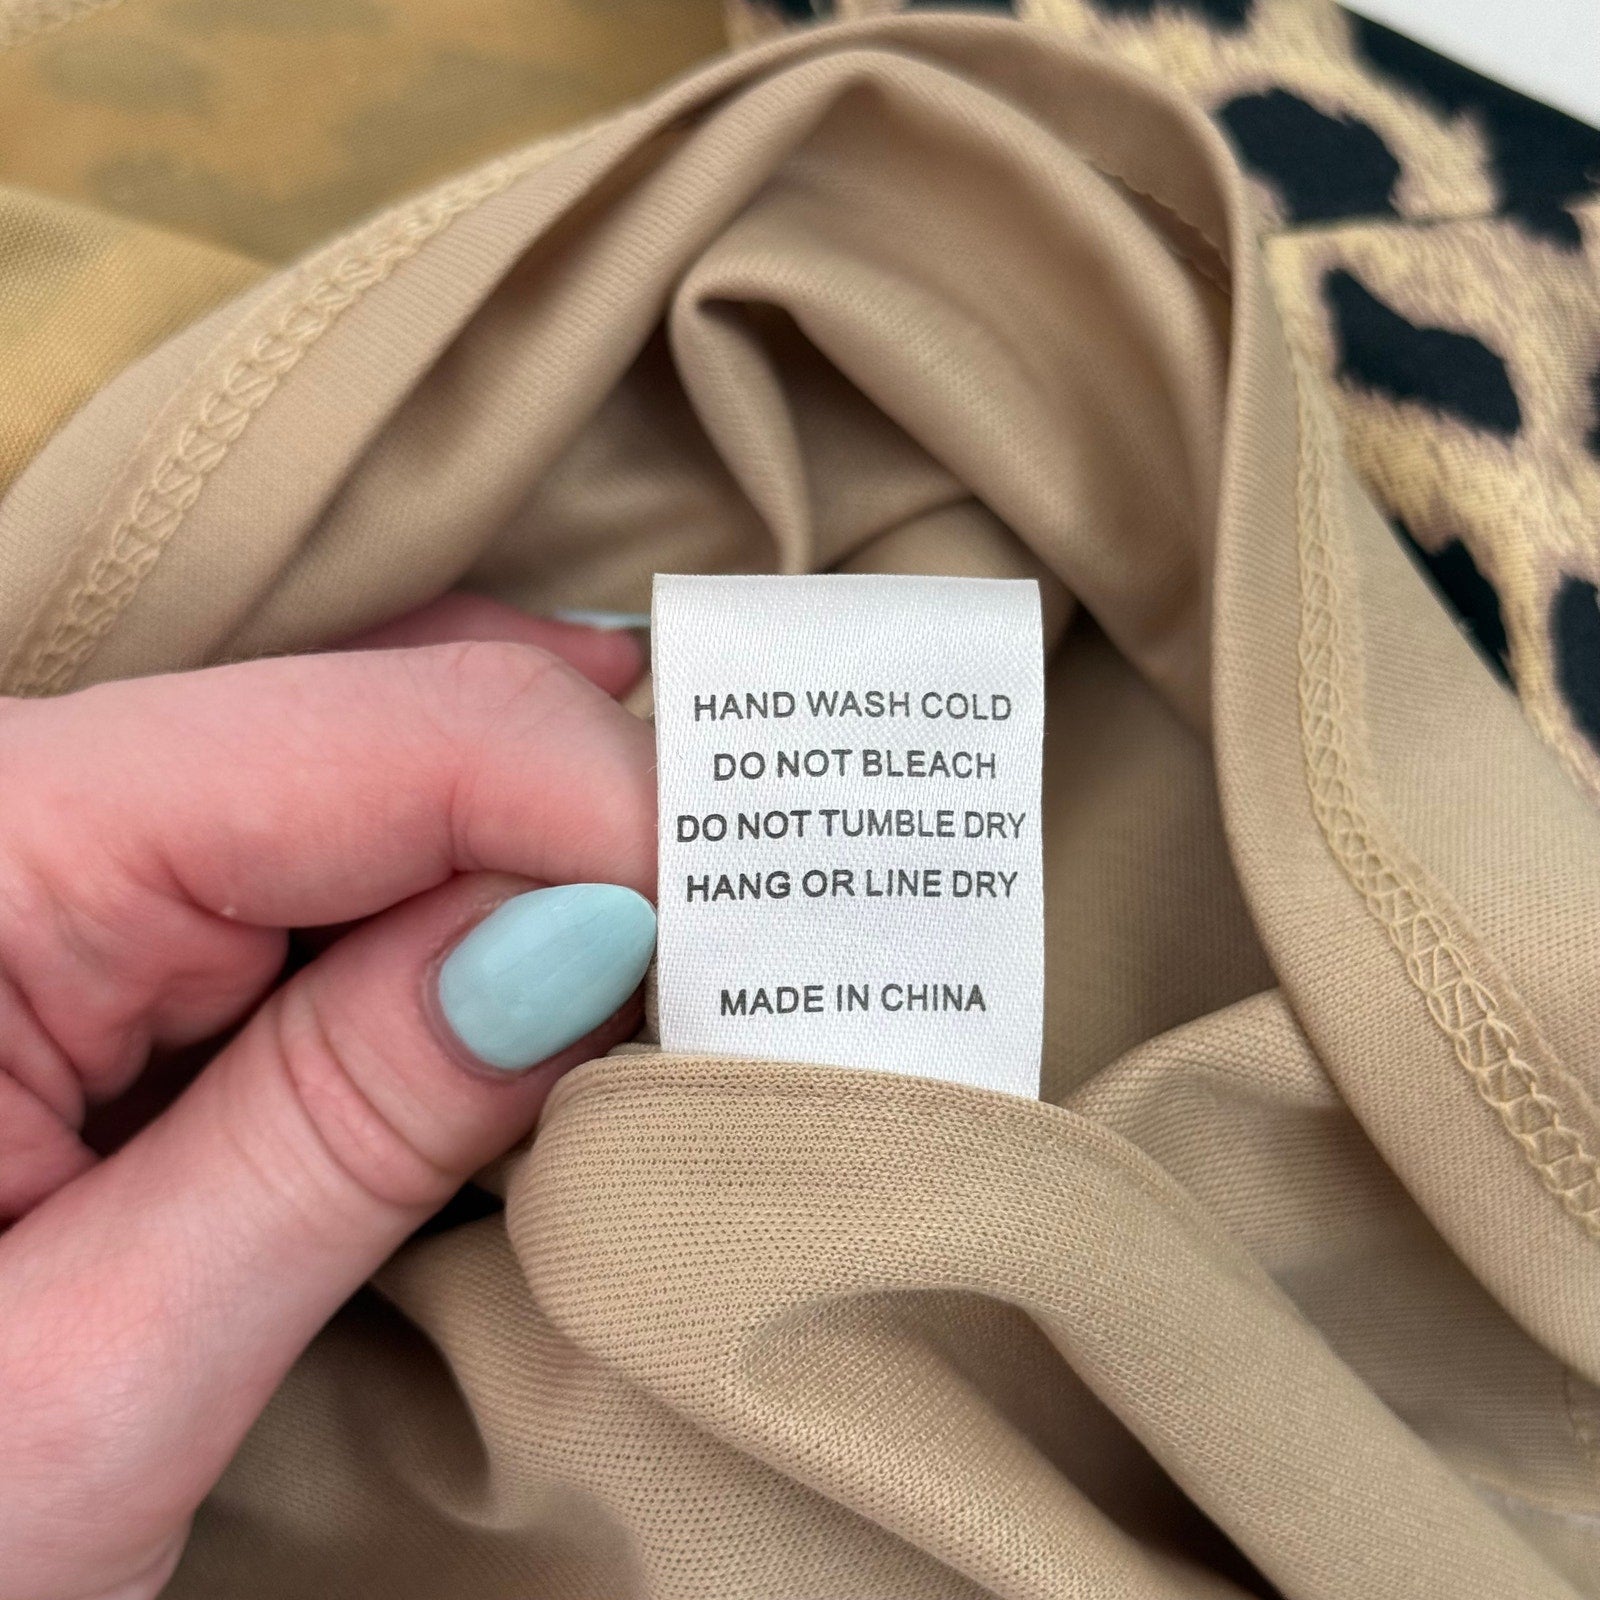 HAND WASH COLD
DO NOT BLEACH
DO NOT TUMBLE DRY
HANG OR LINE DRY
MADE IN CHINA